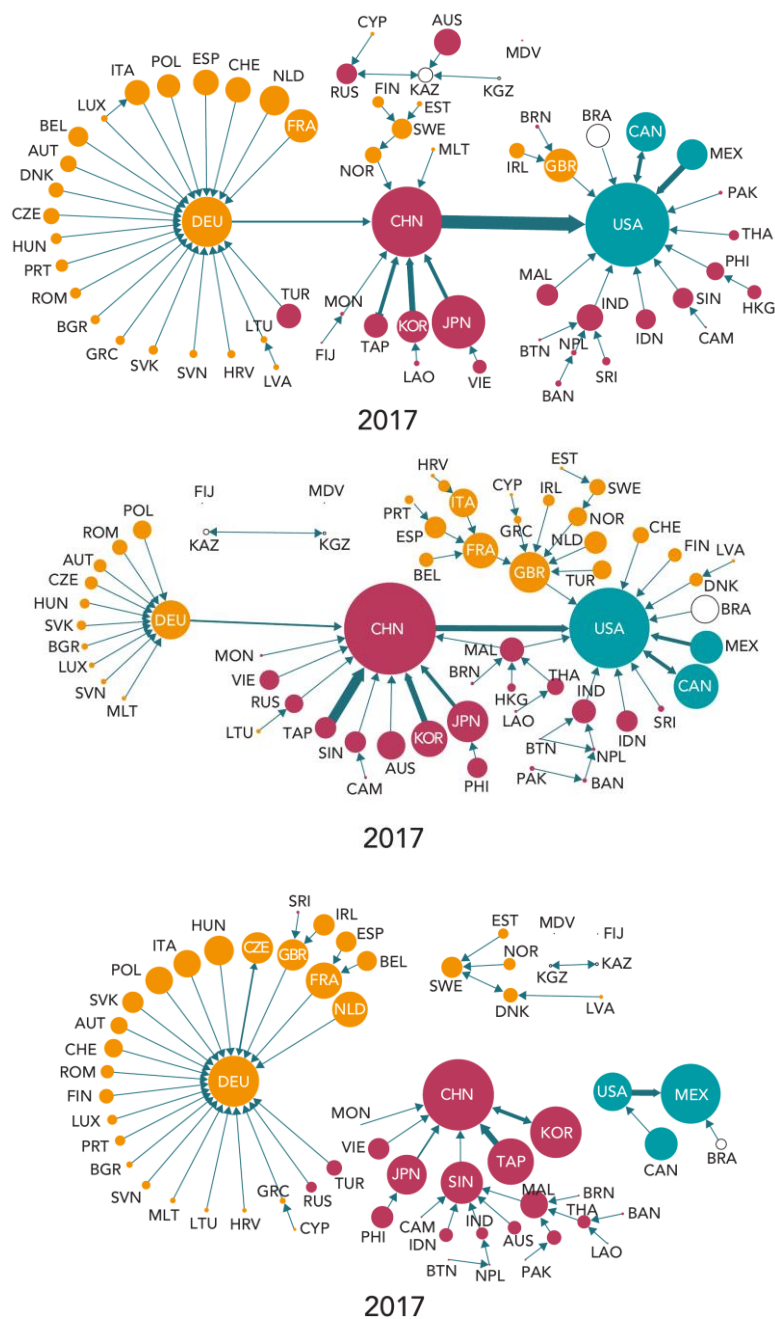 CYP
AUS
ESP
POL
CHE
ITA
NLD
MDV
RUS
KAZ
KGZ
LUX
FIN
EST
FRA
BRN
BRA
CAN
SWE
MEX
BEL
IRL
GBR
AUT
NOR
MLT
DNK
PAK
CZE
DEU
CHN
USA
THA
HUN
PHI
PRT
MAL
HKG
ROM
TUR
MON
IND
SIN
BGR
LTU
TAP
KOR
JPN
BTN
NPL
IDN
CAM
GRC
FIJ
SVK
SVN
HRV
LVA
LAO
VIE
BAN
SRI
2017
HRV
EST
FIJ
MDV
CYP
IRL
SWE
POL
ITA
PRT
ROM
ESP
GRC
NOR
CHE
KAZ
KGZ
FRA
NLD
FIN
LVA
AUT
BEL
GBR
DNK
CZE
TUR
BRA
HUN
SVK
DEU
CHN
USA
MEX
BGR
MON
MAL
LUX
VIE
BRN
THA
CAN
SVN
RUS
HKG
IND
MLT
LTU
TAP
JPN
LAO
SRI
SIN
AUS
KOR
BTN
NPL
IDN
CAM
PHI
PAK
BAN
2017
SRI
IRL
HUN
CZE
GBR
ESP
EST
MDV
FIJ
ITA
BEL
NOR
POL
FRA
SWE
KGZ
KAZ
SVK
NLD
DNK
LVA
AUT
CHE
ROM
DEU
CHN
USA
MEX
FIN
MON
KOR
LUX
VIE
TAP
BRA
PRT
JPN
CAN
BGR
TUR
SIN
MAL
BRN
SVN
GRC
RUS
THA
BAN
MLT
LTU
HRV
CYP
PHI
CAM
IDN
IND
AUS
LAO
BTN
NPL
PAK
2017